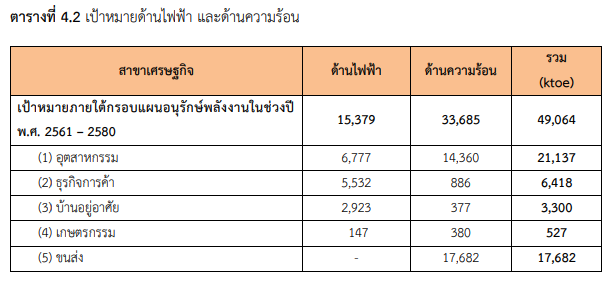 ตารางที่ 4.2 เป้าหมายด้านไฟฟ้า และด้านความร้อน
สาขาเศรษฐกิจ ด้านไฟฟ้า ด้านความร้อน รวม
(ktoe)
เป้าหมายภายใต้กรอบแผนอนุรักษ์พลังงานในช่วงปี
พ.ศ. 2561 – 2580 15,379 33,685 49,064
(1) อุตสาหกรรม 6,777 14,360 21,137
(2) ธุรกิจการค้า 5,532 886 6,418
(3) บ้านอยู่อาศัย 2,923 377 3,300
(4) เกษตรกรรม 147 380 527
(5) ขนส่ง - 17,682 17,682